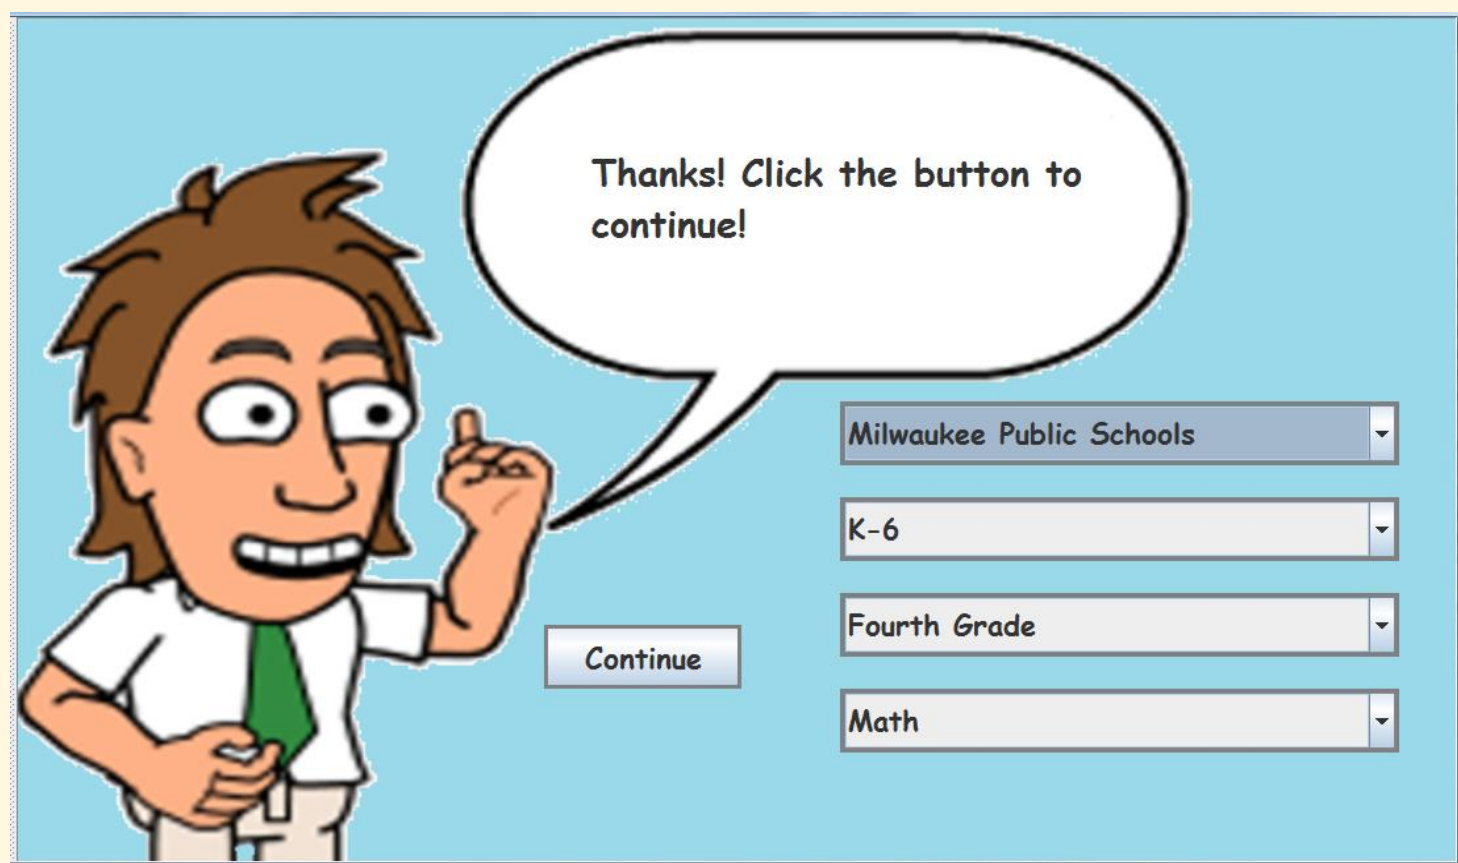 Thanks! Click the button to
continue!
Milwaukee Public Schools
K-6
Fourth Grade
Continue
Math